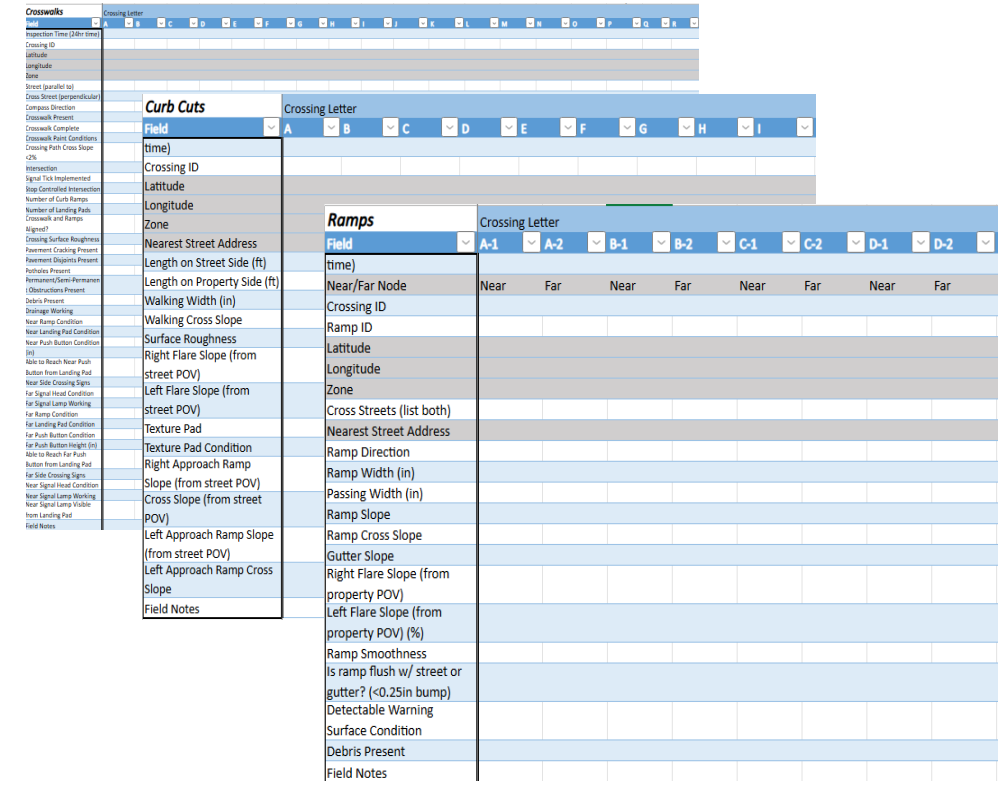 Crosswalks
Crossing Letter
Field A B C D E F G H I J K L M N O P Q R
Inspection Time (24hr time)
Crossing ID
Latitude
Longitude
Zone
Street (parallel to)
Cross Street (perpendicular)
Compass Direction
Crosswalk Present
Crosswalk Complete
Crosswalk Paint Conditions
Crossing Path Cross Slope
<2%
Intersection
Signal Tick Implemented
Stop Controlled Intersection
Number of Curb Ramps
Number of Landing Pads
Crosswalk and Ramps
Aligned?
Crossing Surface Roughness
Pavement Cracking Present
Pavement Disjoints Present
Potholes Present
Permanent/Semi-Permanen
t Obstructions Present
Debris Present
Drainage Working
Near Ramp Condition
Near Landing Pad Condition
Near Push Button Condition
(in)
Able to Reach Near Push
Button from Landing Pad
Near Side Crossing Signs
Far Signal Head Condition
Far Signal Lamp Working
Far Ramp Condition
Far Landing Pad Condition
Far Push Button Condition
Far Push Button Height (in)
Able to Reach Far Push
Button from Landing Pad
Far Side Crossing Signs
Near Signal Head Condition
Near Signal Lamp Working
Near Signal Lamp Visible
from Landing Pad
Field Notes
Curb Cuts
Crossing Letter
Field A B C D E F G H I
time)
Crossing ID
Latitude
Longitude
Zone
Nearest Street Address
Length on Street Side (ft)
Length on Property Side (ft)
Walking Width (in)
Walking Cross Slope
Surface Roughness
Right Flare Slope (from
street POV)
Left Flare Slope (from
street POV)
Texture Pad
Texture Pad Condition
Right Approach Ramp
Slope (from street POV)
Cross Slope (from street
POV)
Left Approach Ramp Slope
(from street POV)
Left Approach Ramp Cross
Slope
Field Notes
Ramps
Crossing Letter
Field A-1 A-2 B-1 B-2 C-1 C-2 D-1 D-2
time)
Near/Far Node Near Far Near Far Near Far Near Far
Crossing ID
Ramp ID
Latitude
Longitude
Zone
Cross Streets (list both)
Nearest Street Address
Ramp Direction
Ramp Width (in)
Passing Width (in)
Ramp Slope
Ramp Cross Slope
Gutter Slope
Right Flare Slope (from
property POV)
Left Flare Slope (from
property POV) (%)
Ramp Smoothness
Is ramp flush w/ street or
gutter? (<0.25in bump)
Detectable Warning
Surface Condition
Debris Present
Field Notes